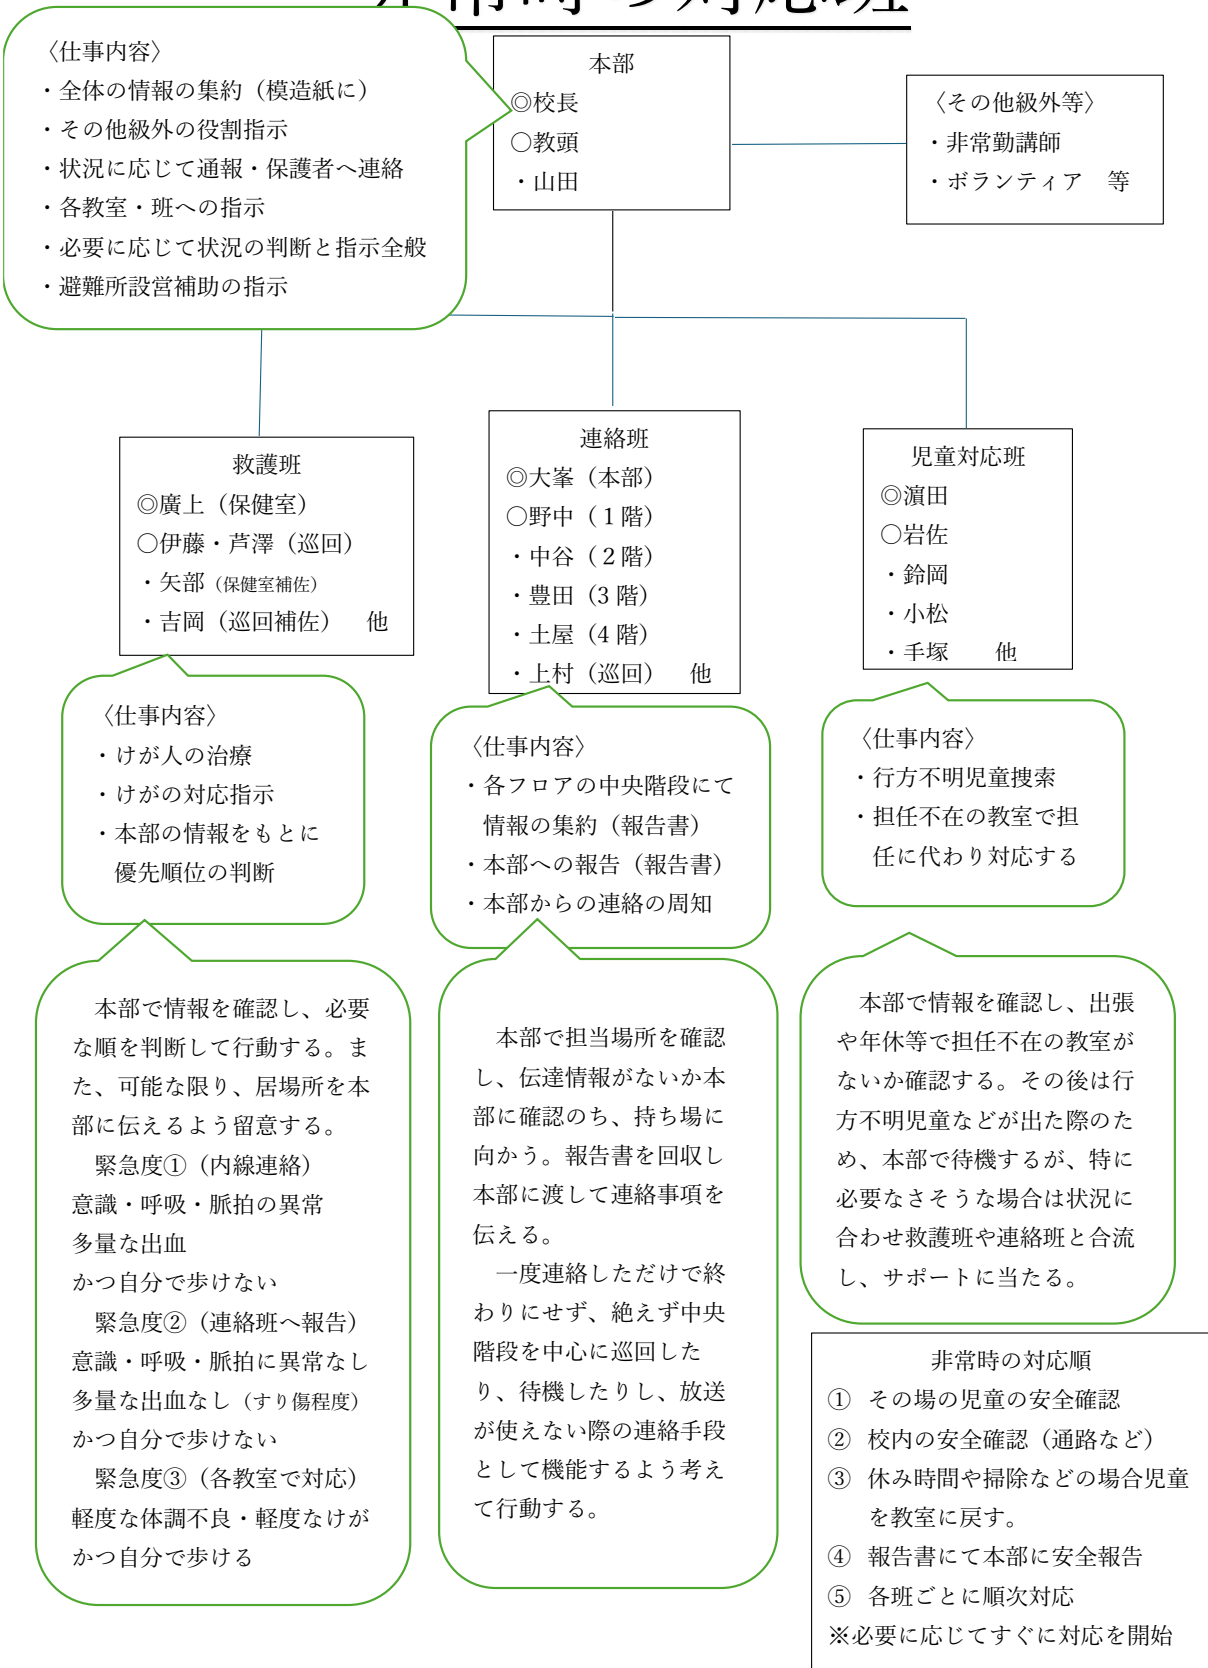 非常時の対応班
〈仕事内容〉
・全体の情報の集約（模造紙に）
・その他級外の役割指示
・状況に応じて通報・保護者へ連絡
・各教室・班への指示
・必要に応じて状況の判断と指示全般
・避難所設営補助の指示
本部
◎校長
○教頭
・山田
〈その他級外等〉
・非常勤講師
・ボランティア　等
救護班
◎廣上（保健室）
○伊藤・芦澤（巡回）
・矢部（保健室補佐）
・吉岡（巡回補佐）　他
連絡班
◎大峯（本部）
○野中（１階）
・中谷（２階）
・豊田（3 階）
・土屋（4 階）
・上村（巡回）　他
児童対応班
◎濵田
○岩佐
・鈴岡
・小松
・手塚　　他
〈仕事内容〉
・けが人の治療
・けがの対応指示
・本部の情報をもとに
優先順位の判断
〈仕事内容〉
・各フロアの中央階段にて
情報の集約（報告書）
・本部への報告（報告書）
・本部からの連絡の周知
〈仕事内容〉
・行方不明児童捜索
・担任不在の教室で担
任に代わり対応する
本部で情報を確認し、必要
な順を判断して行動する。ま
た、可能な限り、居場所を本
部に伝えるよう留意する。
緊急度①（内線連絡）
意識・呼吸・脈拍の異常
多量な出血
かつ自分で歩けない
緊急度②（連絡班へ報告）
意識・呼吸・脈拍に異常なし
多量な出血なし（すり傷程度）
かつ自分で歩けない
緊急度③（各教室で対応）
軽度な体調不良・軽度なけが
かつ自分で歩ける
本部で担当場所を確認
し、伝達情報がないか本
部に確認のち、持ち場に
向かう。報告書を回収し
本部に渡して連絡事項を
伝える。
一度連絡しただけで終
わりにせず、絶えず中央
階段を中心に巡回した
り、待機したりし、放送
が使えない際の連絡手段
として機能するよう考え
て行動する。
本部で情報を確認し、出張
や年休等で担任不在の教室が
ないか確認する。その後は行
方不明児童などが出た際のた
め、本部で待機するが、特に
必要なさそうな場合は状況に
合わせ救護班や連絡班と合流
し、サポートに当たる。
非常時の対応順
① その場の児童の安全確認
② 校内の安全確認（通路など）
③ 休み時間や掃除などの場合児童
を教室に戻す。
④ 報告書にて本部に安全報告
⑤ 各班ごとに順次対応
※必要に応じてすぐに対応を開始